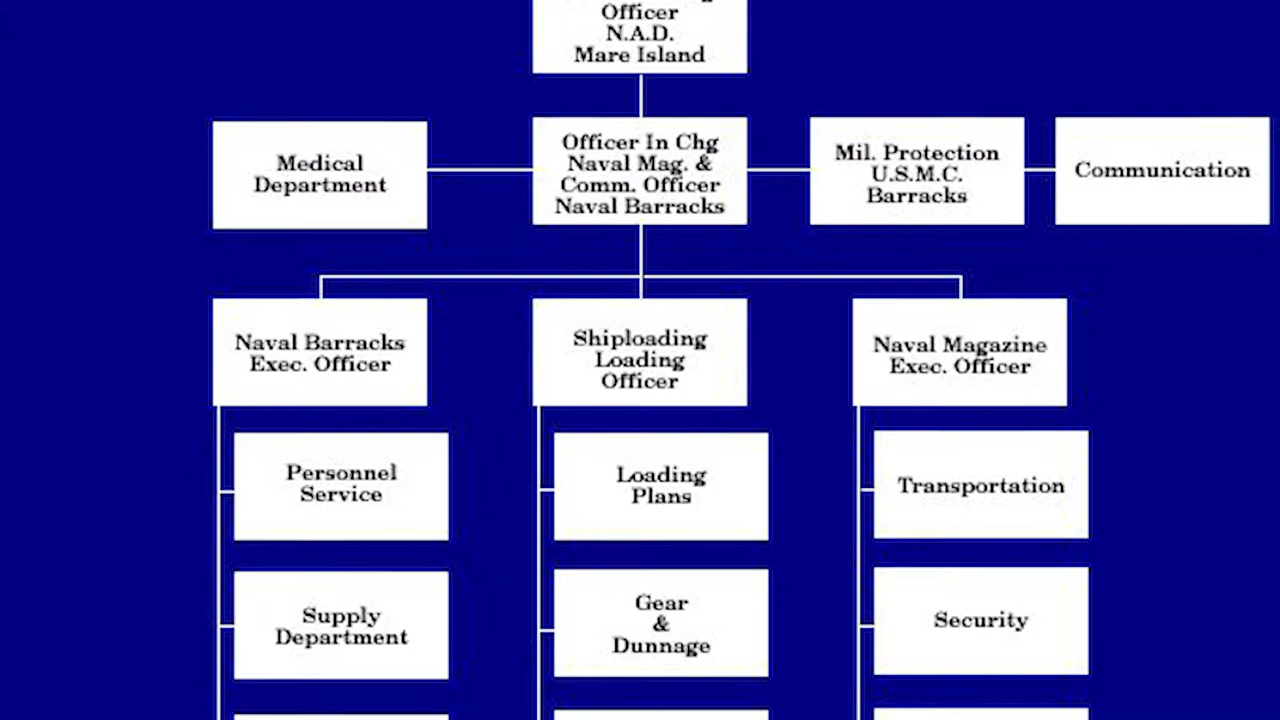 Officer
N.A.D.
Mare Island
Medical
Department
Officer In Chg
Naval Mag. &
Comm. Officer
Naval Barracks
Mil. Protection
U.S.M.C.
Barracks
Communication
Naval Barracks
Exec. Officer
Shiploading
Loading
Officer
Naval Magazine
Exec. Officer
Personnel
Service
Loading
Plans
Transportation
Supply
Department
Gear
&
Dunnage
Security